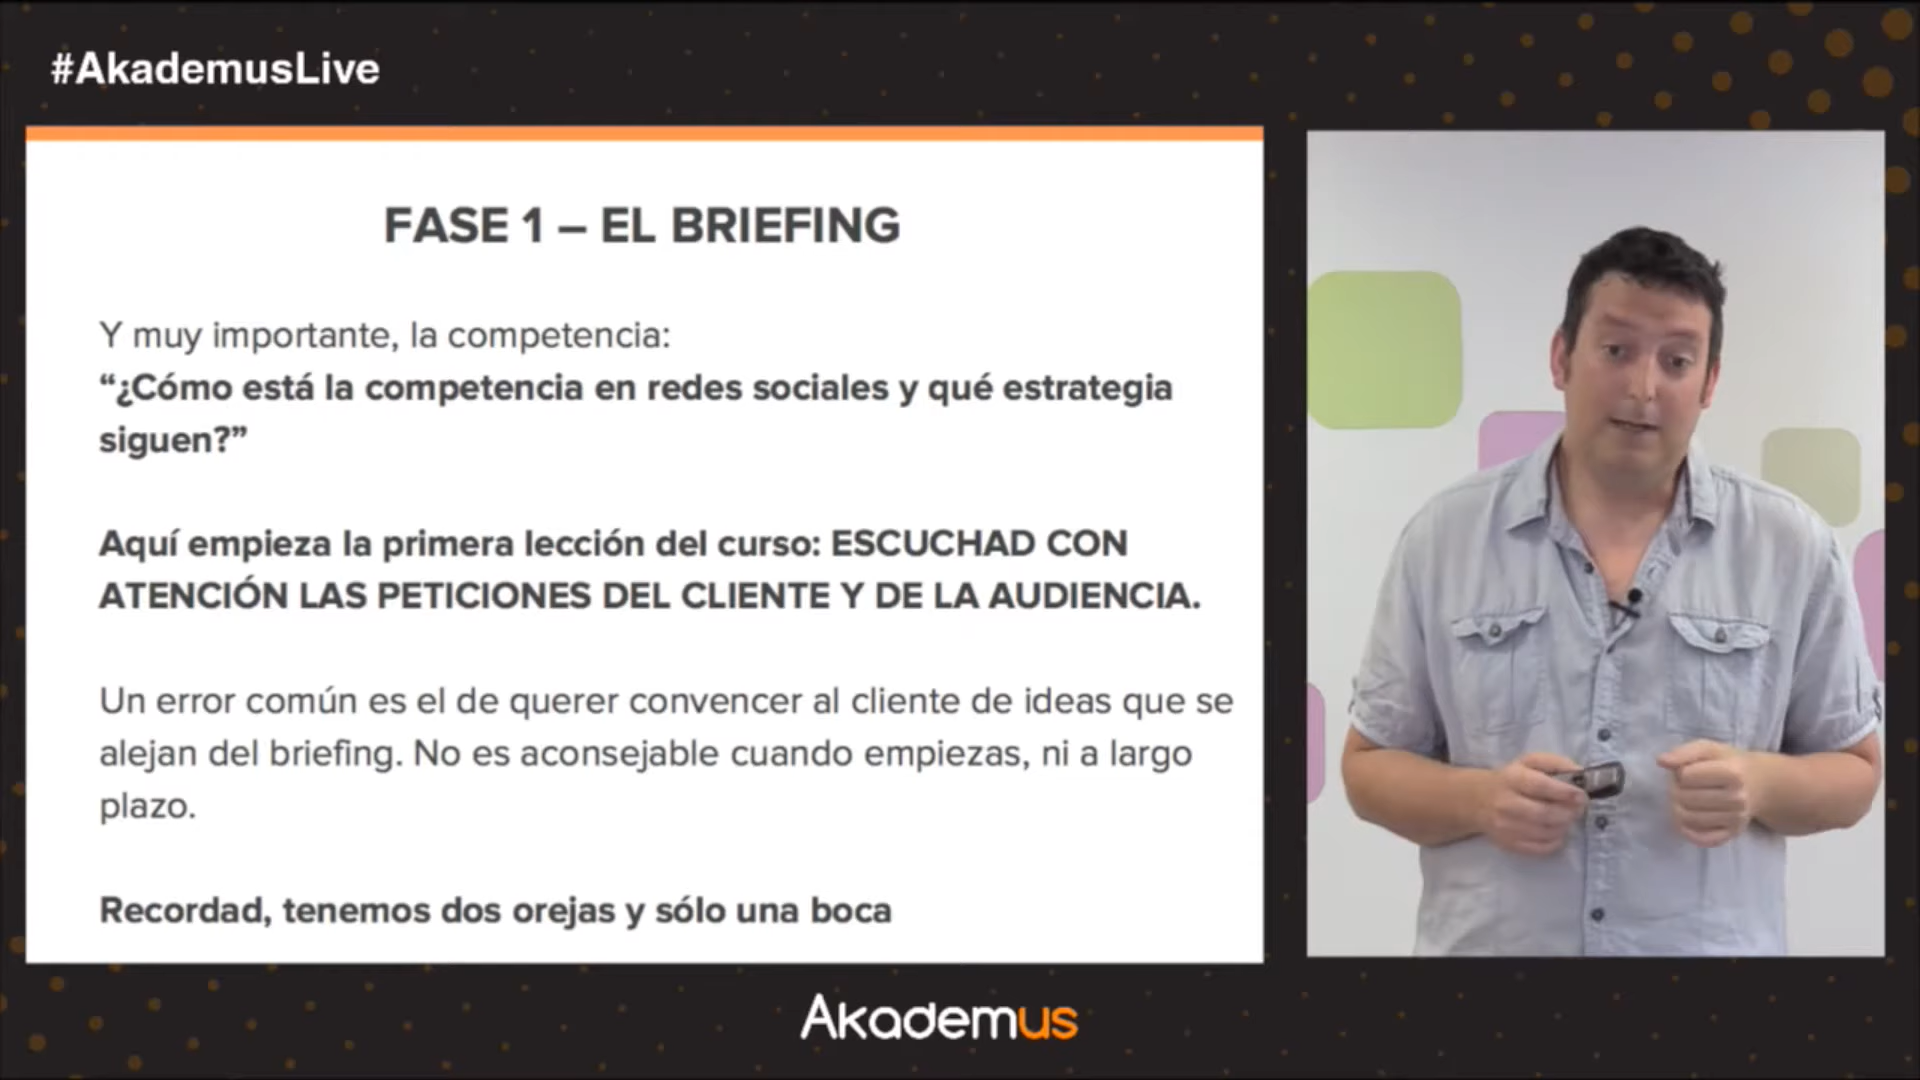 #AkademusLive
FASE 1 – EL BRIEFING
Y muy importante, la competencia:
“¿Cómo está la competencia en redes sociales y qué estrategia
siguen?”
Aquí empieza la primera lección del curso: ESCUCHAD CON
ATENCIÓN LAS PETICIONES DEL CLIENTE Y DE LA AUDIENCIA.
Un error común es el de querer convencer al cliente de ideas que se
alejan del briefing. No es aconsejable cuando empiezas, ni a largo
plazo.
Recordad, tenemos dos orejas y sólo una boca
Akademus